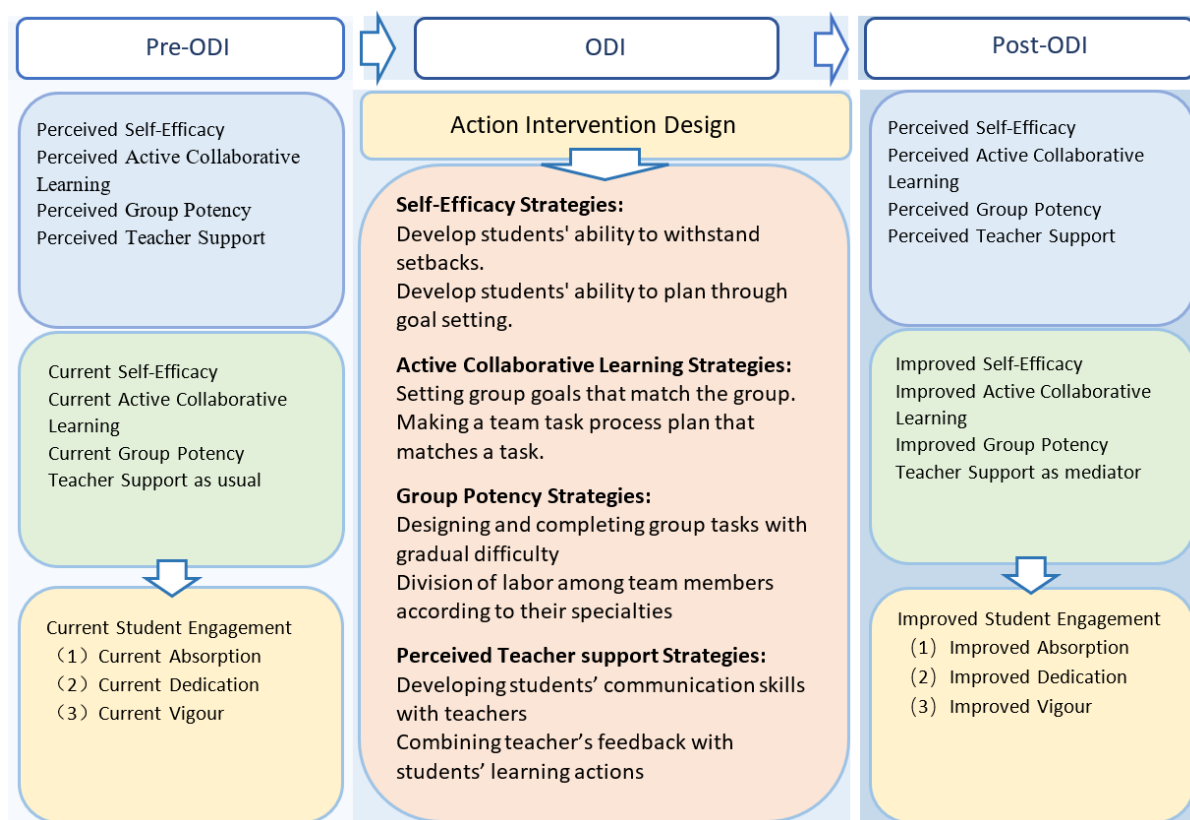 Pre-ODI
ODI
Post-ODI
Perceived Self-Efficacy
Perceived Active Collaborative
Learning
Perceived Group Potency
Perceived Teacher Support
Current Self-Efficacy
Current Active Collaborative
Learning
Current Group Potency
Teacher Support as usual
Current Student Engagement
（1）Current Absorption
（2）Current Dedication
（3）Current Vigour
Action Intervention Design
Self-Efficacy Strategies:
Develop students' ability to withstand
setbacks.
Develop students' ability to plan through
goal setting.
Active Collaborative Learning Strategies:
Setting group goals that match the group.
Making a team task process plan that
matches a task.
Group Potency Strategies:
Designing and completing group tasks with
gradual difficulty
Division of labor among team members
according to their specialties
Perceived Teacher support Strategies:
Developing students’ communication skills
with teachers
Combining teacher’s feedback with
students’ learning actions
Perceived Self-Efficacy
Perceived Active Collaborative
Learning
Perceived Group Potency
Perceived Teacher Support
Improved Self-Efficacy
Improved Active Collaborative
Learning
Improved Group Potency
Teacher Support as mediator
Improved Student Engagement
(1) Improved Absorption
(2) Improved Dedication
(3) Improved Vigour